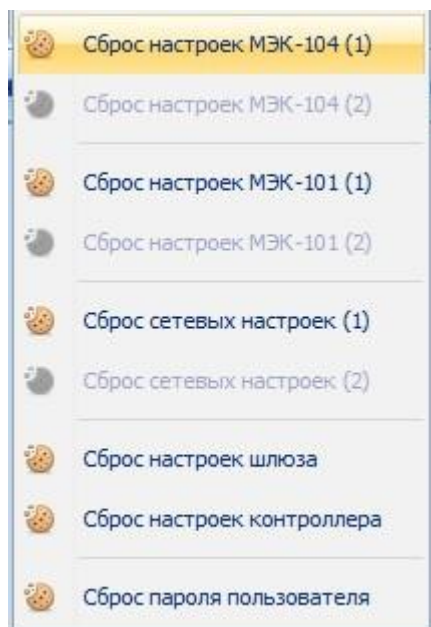 Сброс настроек МЭК-104 (1)
Сброс настроек МЭК-104 (2)
Сброс настроек МЭК-101 (1)
Сброс настроек МЭК-101 (2)
Сброс сетевых настроек (1)
Сброс сетевых настроек (2)
Сброс настроек шлюза
Сброс настроек контроллера
Сброс пароля пользователя